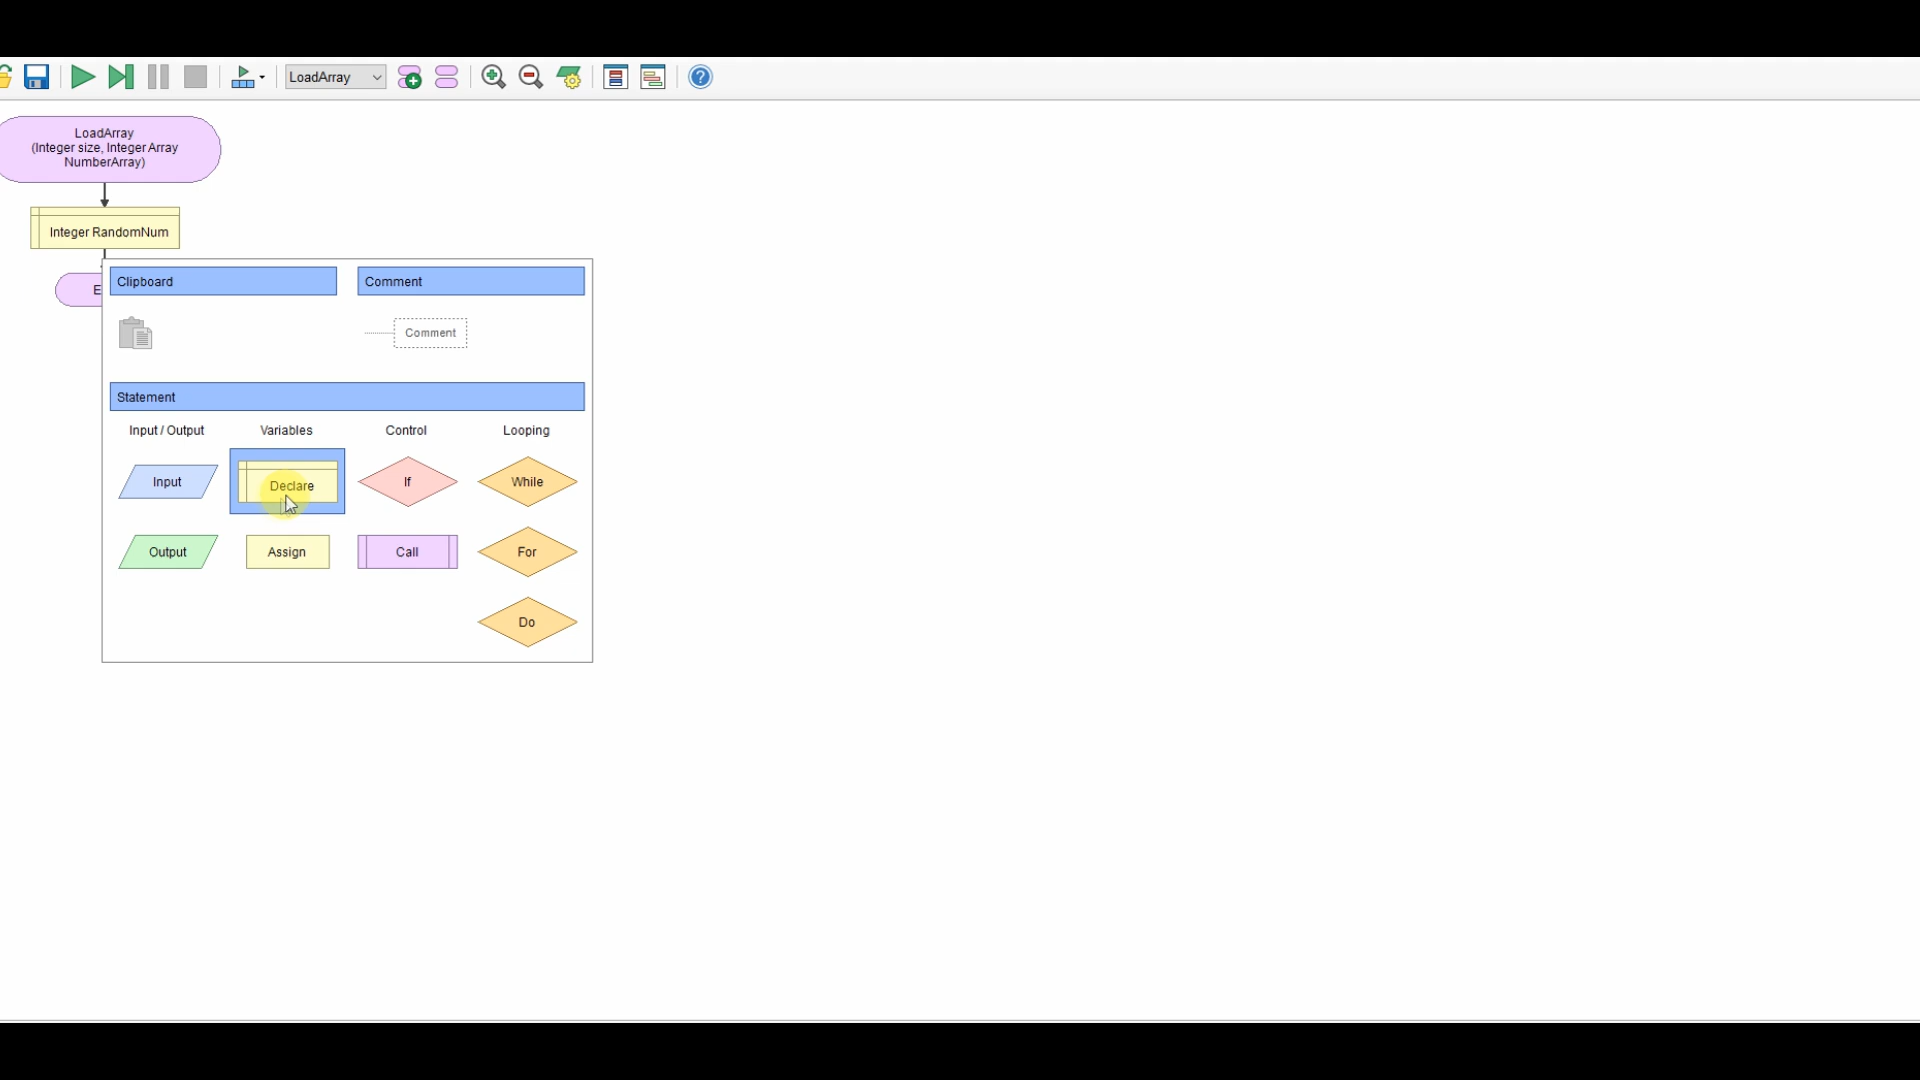 LoadArray
LoadArray
(Integer size, Integer Array
NumberArray)
Integer RandomNum
E
Clipboard
Comment
Comment
Statement
Input / Output
Variables
Control
Looping
Input
Declare
If
While
Output
Assign
Call
For
Do